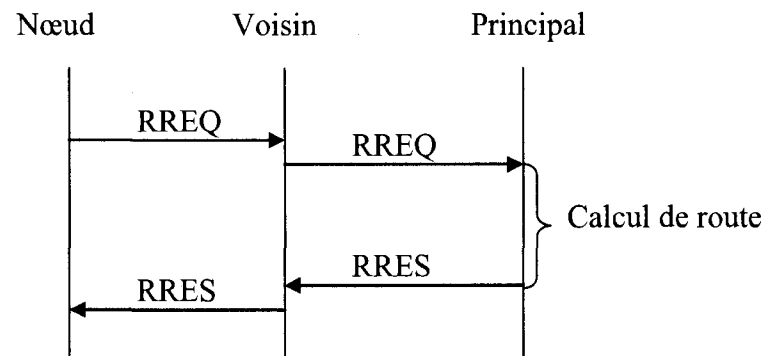 Nœud Voisin Principal
RREQ
RREQ
Calcul de route
RRES
RRES